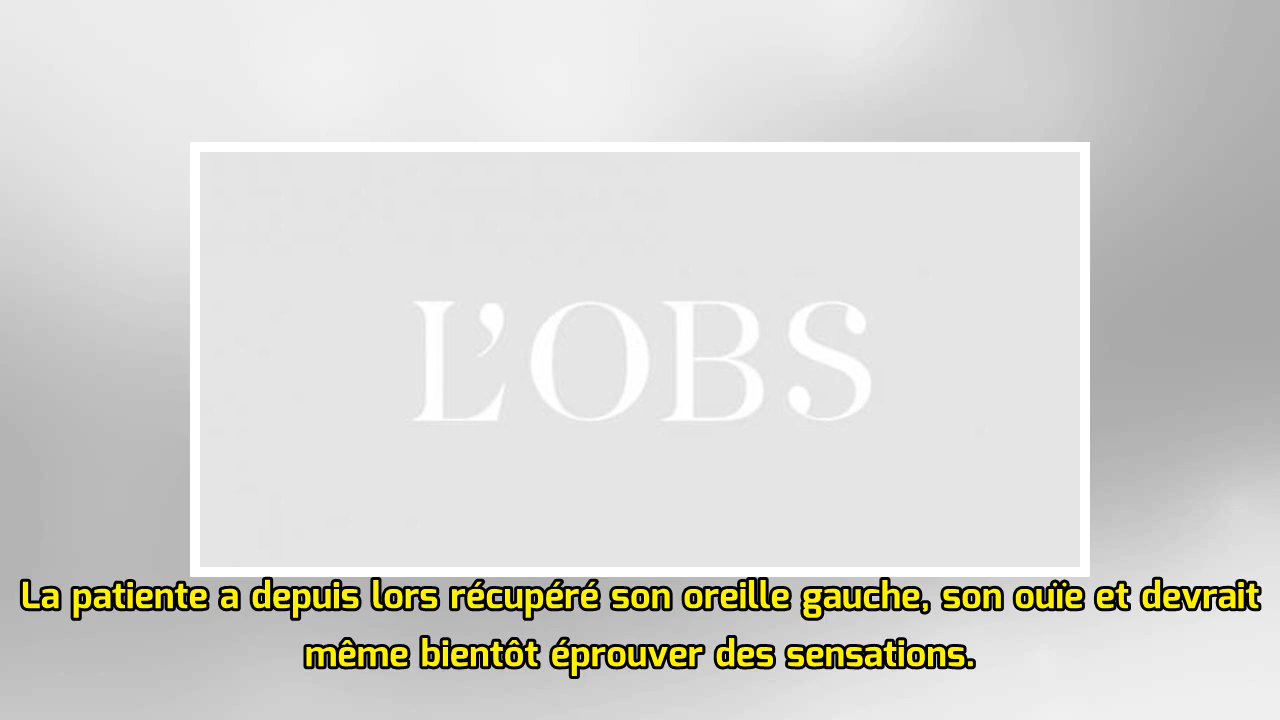 L'OBS
La patiente a depuis lors récupéré son oreille gauche, son ouïe et devrait
même bientôt éprouver des sensations.